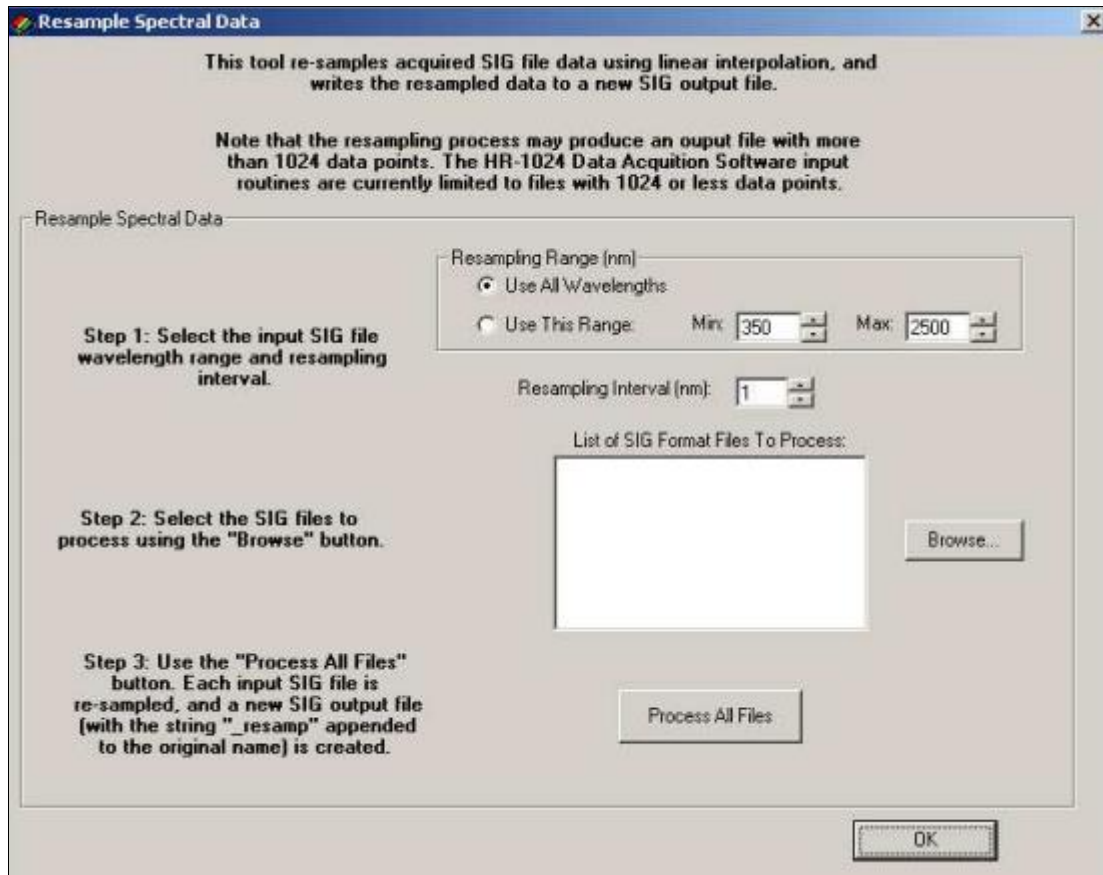 Resample Spectral Data
This tool re-samples acquired SIG file data using linear interpolation, and
writes the resampled data to a new SIG output file.
Note that the resampling process may produce an ouput file with more
than 1024 data points. The HR-1024 Data Acquition Software input
routines are currently limited to files with 1024 or less data points.
Resample Spectral Data
Resampling Range (nm)
Use All Wavelengths
Use This Range: Min: 350 Max: 2500
Step 1: Select the input SIG file
wavelength range and resampling
interval.
Resampling Interval (nm): 1
List of SIG Format Files To Process:
Step 2: Select the SIG files to
process using the "Browse" button.
Browse...
Step 3: Use the "Process All Files"
button. Each input SIG file is
re-sampled, and a new SIG output file
(with the string "_resamp" appended
to the original name) is created.
Process All Files
OK